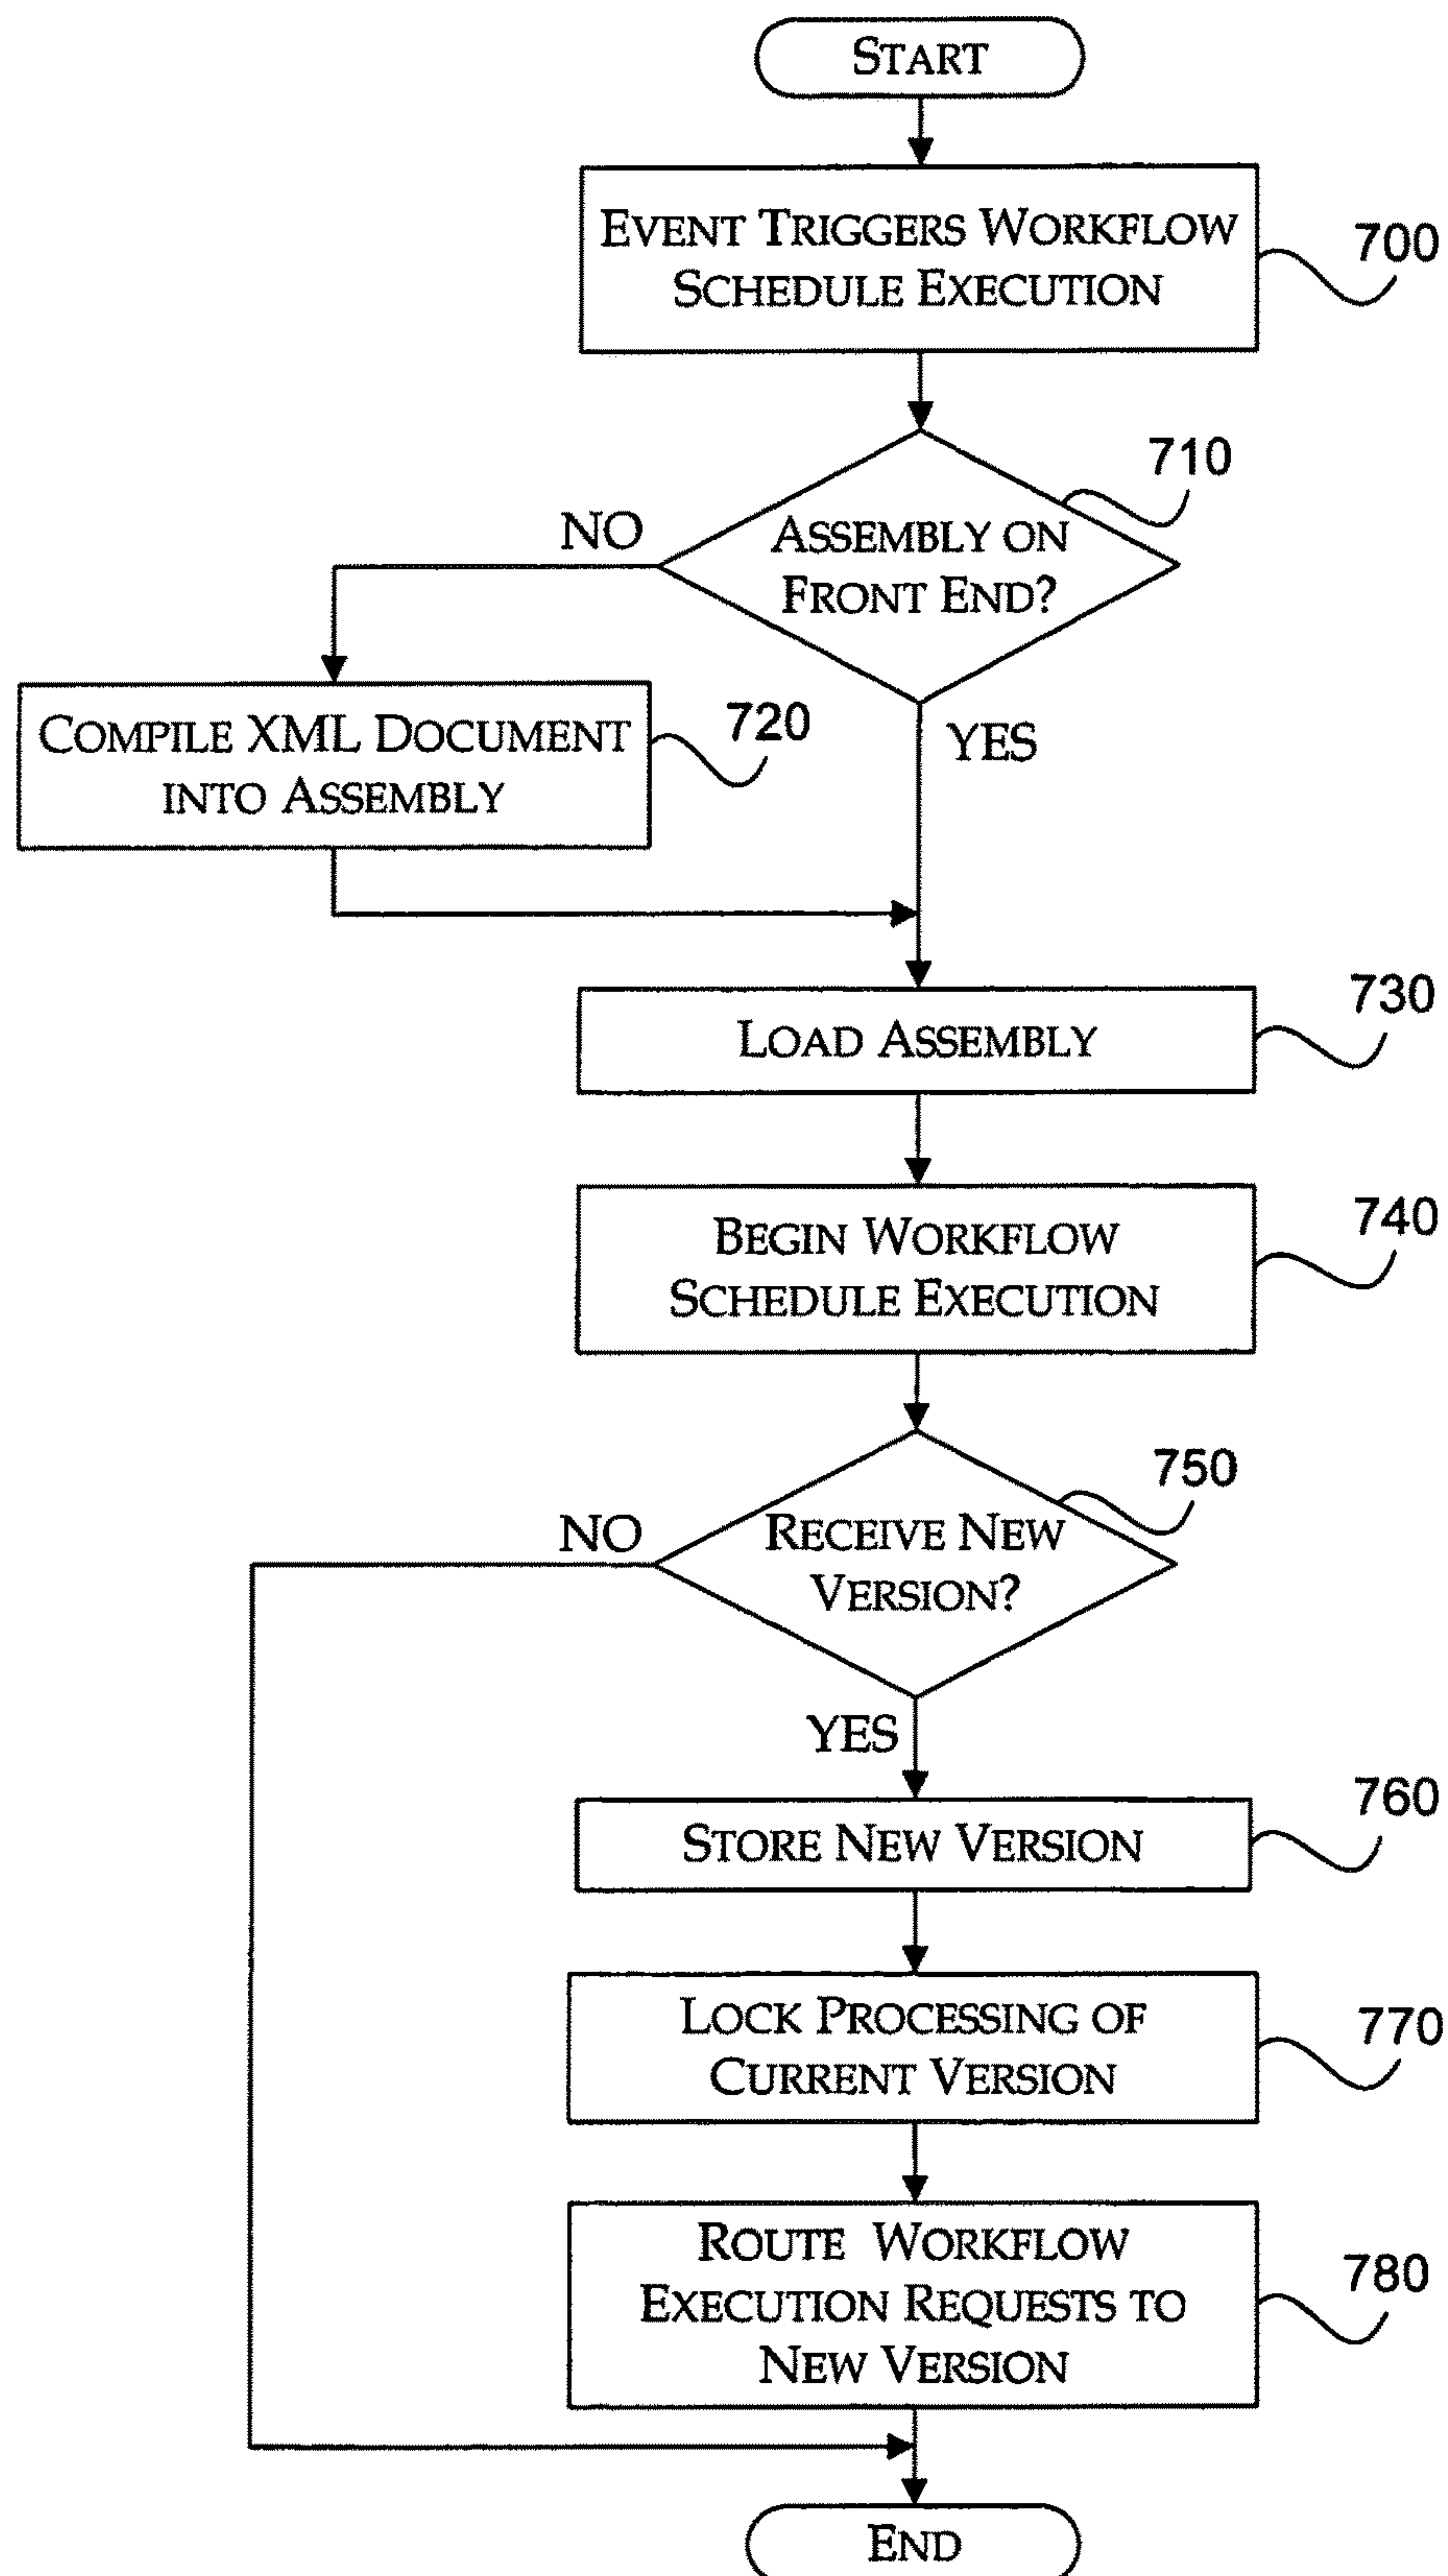 START
EVENT TRIGGERS WORKFLOW
SCHEDULE EXECUTION
700
710
ASSEMBLY ON
FRONT END?
NO
YES
COMPILE XML DOCUMENT
INTO ASSEMBLY
720
LOAD ASSEMBLY
730
BEGIN WORKFLOW
SCHEDULE EXECUTION
740
750
RECEIVE NEW
VERSION?
NO
YES
STORE NEW VERSION
760
LOCK PROCESSING OF
CURRENT VERSION
770
ROUTE WORKFLOW
EXECUTION REQUESTS TO
NEW VERSION
780
END